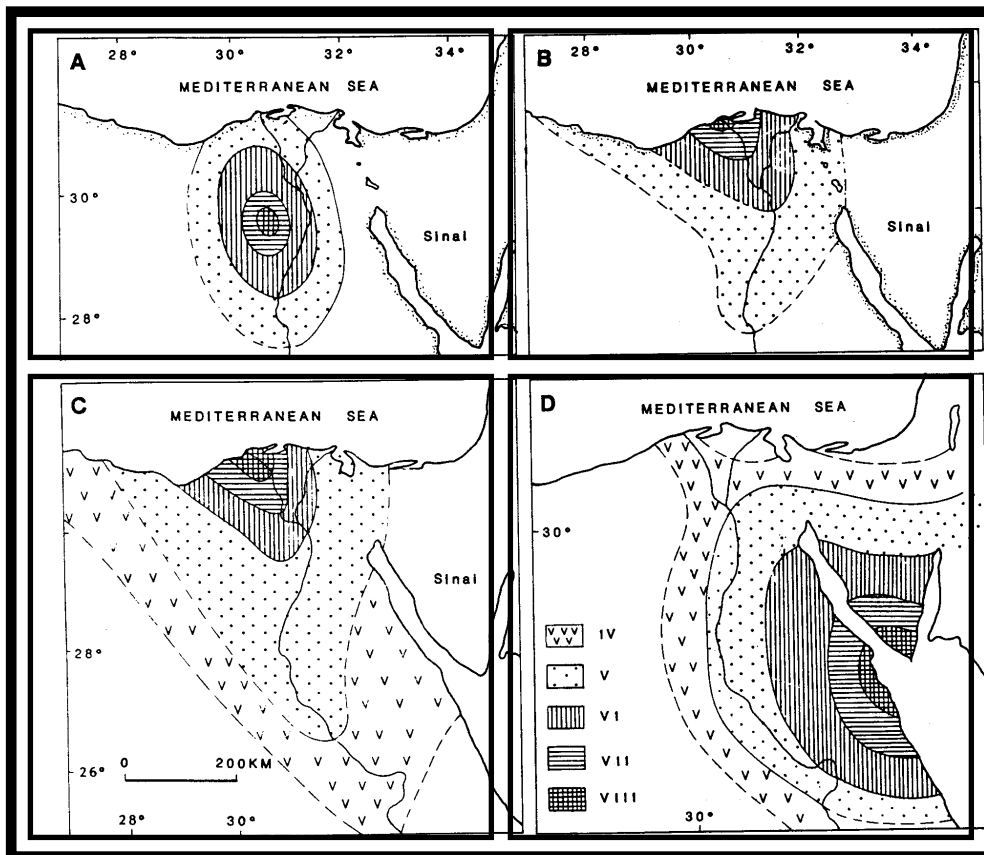 28° 30° 32° 34°
A
MEDITERRANEAN SEA
30°
Sinai
28°
28° 30° 32° 34°
B
MEDITERRANEAN SEA
Sinai
C
MEDITERRANEAN SEA
Sinai
28°
26°
0 200KM
28° 30°
D
MEDITERRANEAN SEA
30°
IV
V
VI
VII
VIII
30°